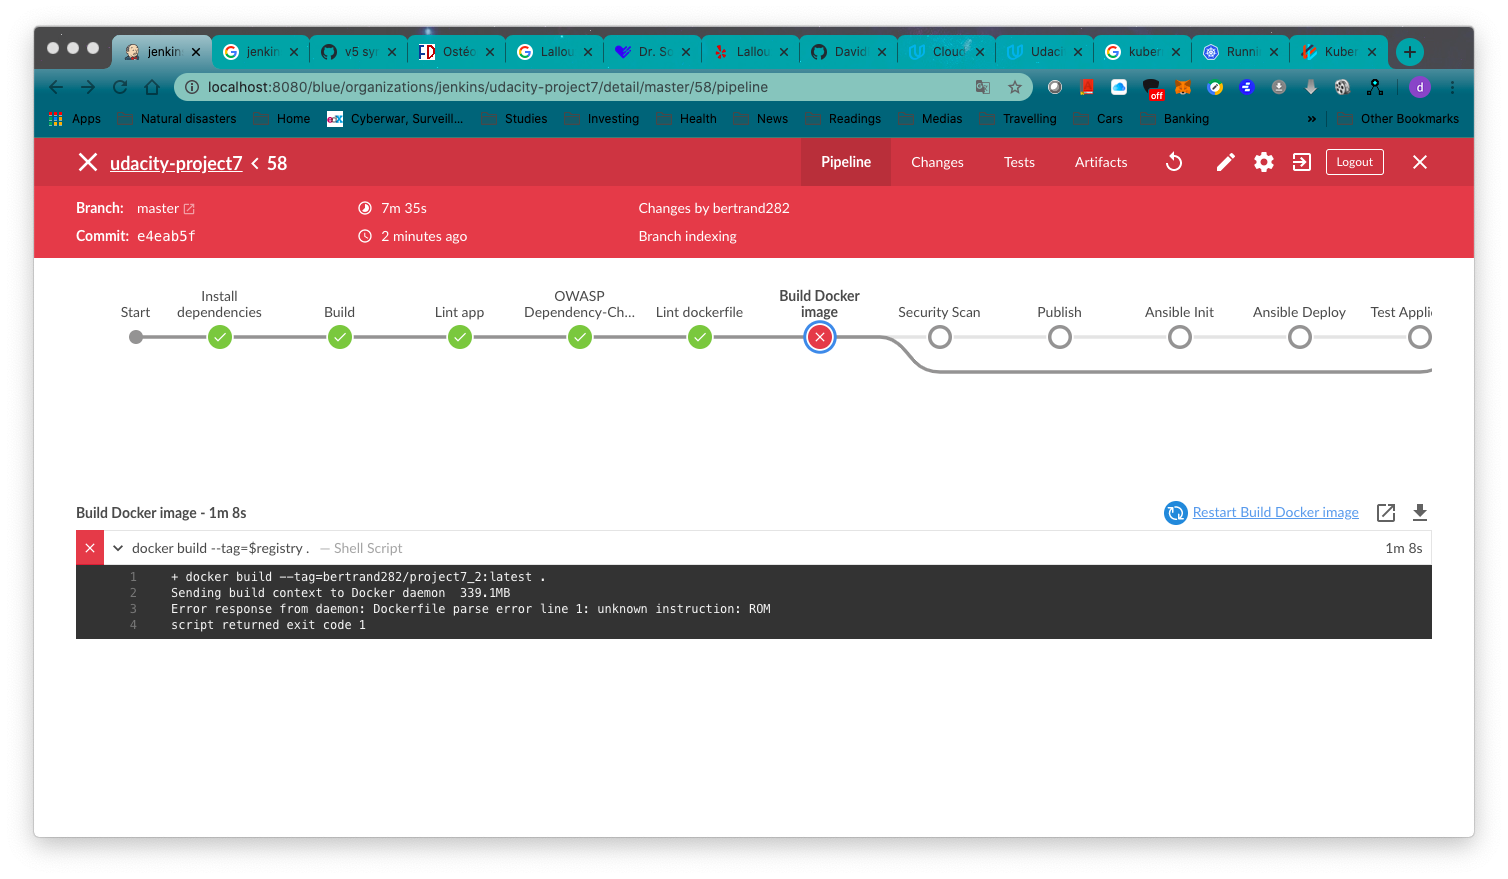 jenkin
jenkin
v5 syr
Ostéo
Lallou
Dr. So
Lallou
David
Cloud
Udaci
kuber
Runni
Kuber
localhost:8080/blue/organizations/jenkins/udacity-project7/detail/master/58/pipeline
off
d
Apps
Natural disasters
Home
edX
Cyberwar, Surveill...
Studies
Investing
Health
News
Readings
Medias
Travelling
Cars
Banking
»
Other Bookmarks
udacity-project7 < 58
Pipeline
Changes
Tests
Artifacts
Logout
Branch: master
7m 35s
Changes by bertrand282
Commit: e4eab5f
2 minutes ago
Branch indexing
Start
Install
dependencies
Build
Lint app
OWASP
Dependency-Ch...
Lint dockerfile
Build Docker
image
Security Scan
Publish
Ansible Init
Ansible Deploy
Test Appli
Build Docker image - 1m 8s
Restart Build Docker image
docker build --tag=$registry . — Shell Script
1m 8s
1 + docker build --tag=bertrand282/project7_2:latest .
2 Sending build context to Docker daemon 339.1MB
3 Error response from daemon: Dockerfile parse error line 1: unknown instruction: ROM
4 script returned exit code 1